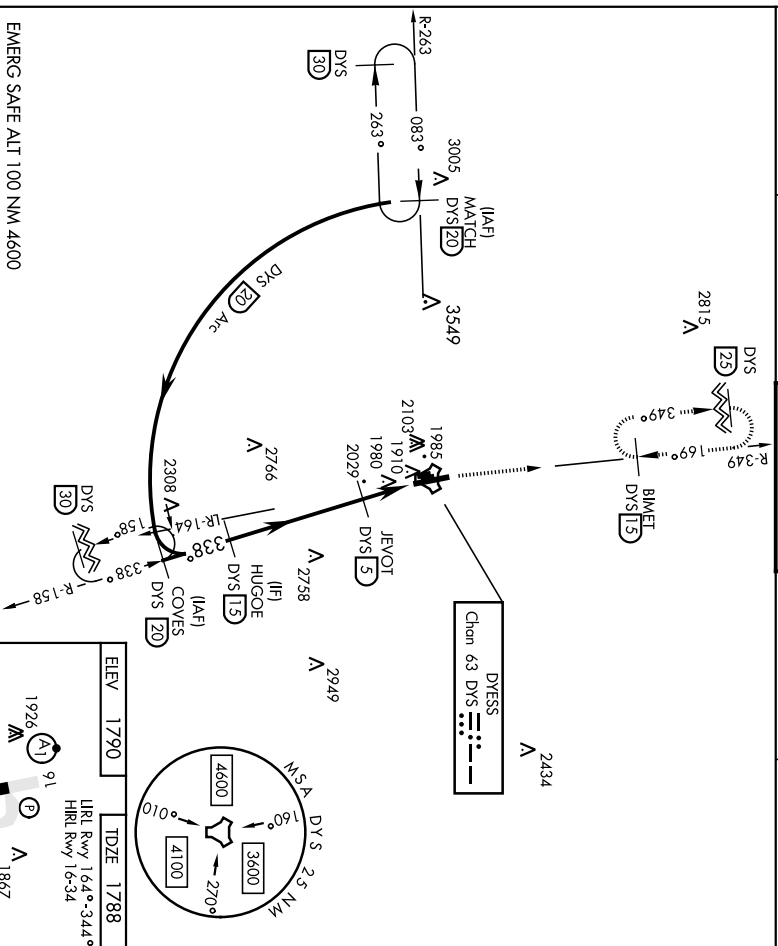 EMERG SAFE ALT 100 NM 4600
R-263
DYS
30
263°
083°
3005
(IAF)
MATCH
DYS 20
3549
DYS 20 Arc
2815
DYS
25
349°
169°
R-349
BIMET
DYS 15
2103
1985
1910
1980
2029
JEVOT
DYS 5
2766
2308
LR-164
158°
338°
DYS
30
338°
R-158
(IAF)
COVES
DYS 20
(IF)
HUGOE
DYS 15
2758
2949
DYESS
Chan 63 DYS
2434
MSA DYS 25 NM
4600
010°
4100
160°
3600
270°
ELEV 1790
TDZE 1788
LIRL Rwy 164°-344°
HIRL Rwy 16-34
1926
A1
16
P
1867